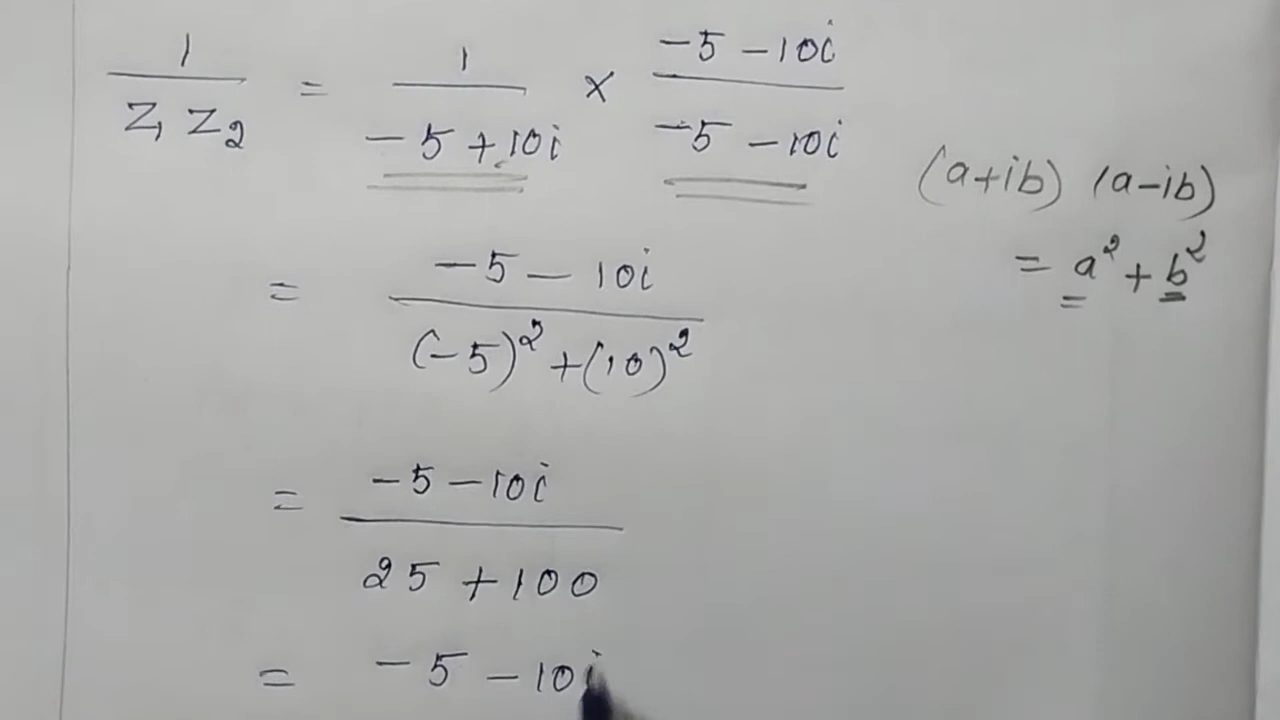 1/(Z₁ Z₂) = 1/(-5 + 10i) × (-5 - 10i)/(-5 - 10i)
(a+ib) (a-ib)
= a² + b²
= (-5 - 10i)/((-5)² + (10)²)
= (-5 - 10i)/(25 + 100)
= -5 - 10i